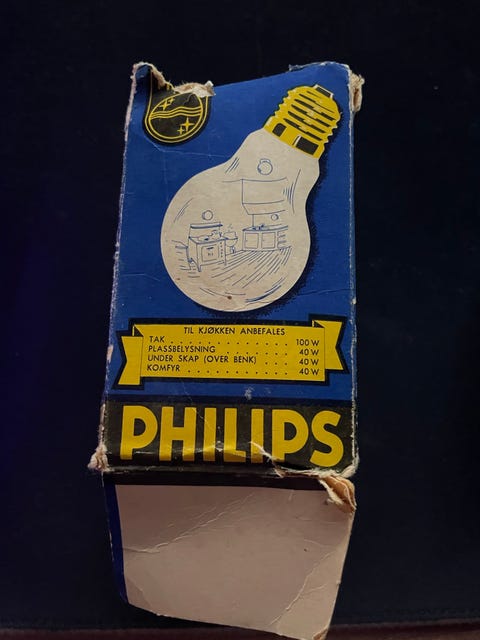 TIL KJØKKEN ANBEFALES
TAK . . . . . . . . . . . . . . . 100 W
PLASSBELYSNING . . . . . . . . 40 W
UNDER SKAP (OVER BENK) . . . 40 W
KOMFYR . . . . . . . . . . . . . 40 W
PHILIPS